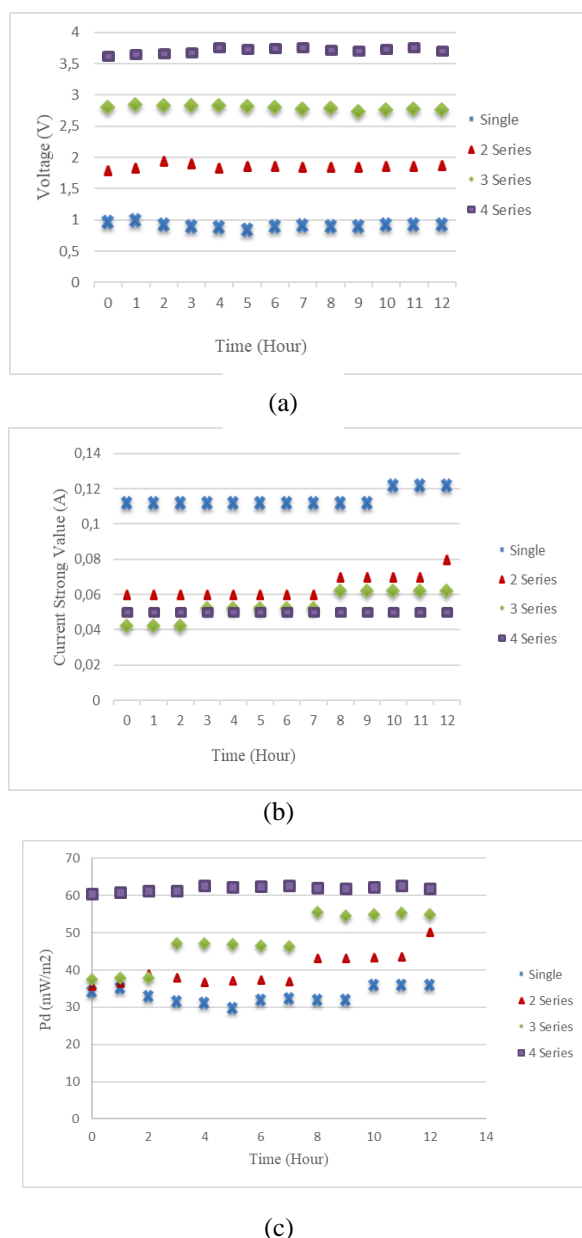 4
3,5
3
2,5
2
1,5
1
0,5
0
Voltage (V)
0 1 2 3 4 5 6 7 8 9 10 11 12
Time (Hour)
Single
2 Series
3 Series
4 Series
(a)
0,14
0,12
0,1
0,08
0,06
0,04
0,02
0
Current Strong Value (A)
0 1 2 3 4 5 6 7 8 9 10 11 12
Time (Hour)
Single
2 Series
3 Series
4 Series
(b)
70
60
50
40
30
20
10
0
Pd (mW/m2)
0 2 4 6 8 10 12 14
Time (Hour)
Single
2 Series
3 Series
4 Series
(c)